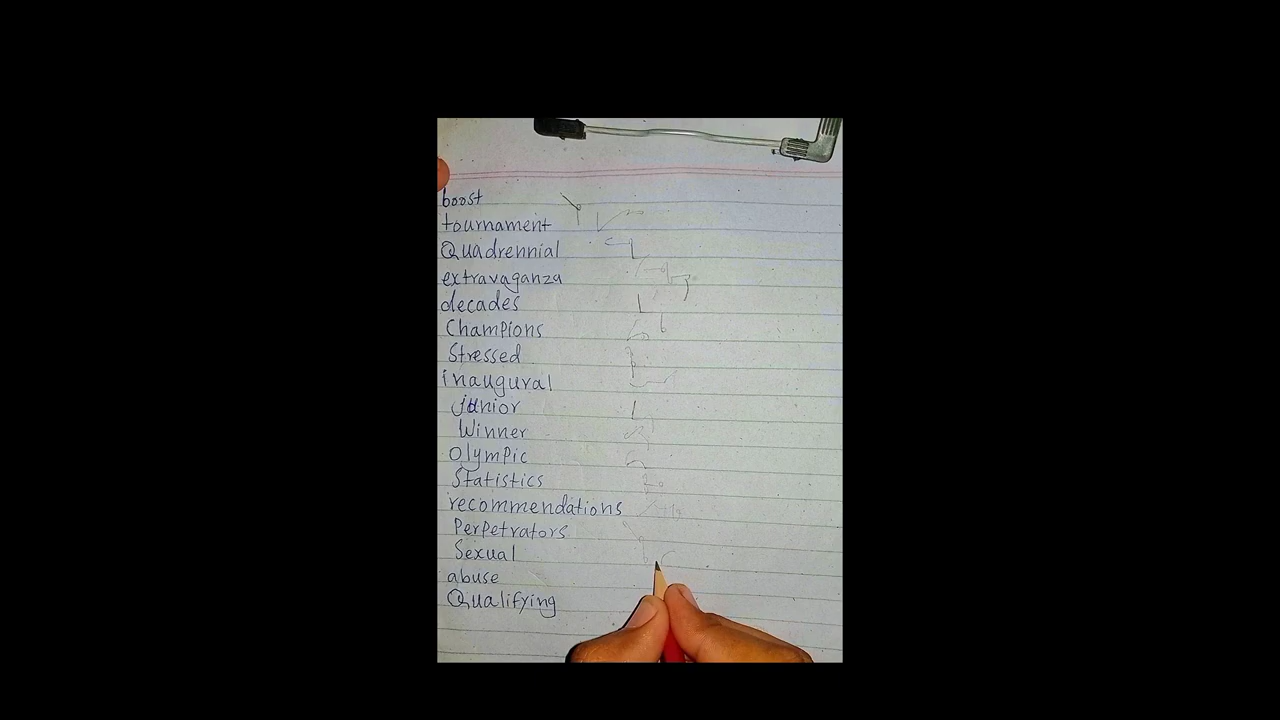 boost
tournament
Quadrennial
extravaganza
decades
Champions
Stressed
inaugural
junior
Winner
Olympic
Statistics
recommendations
Perpetrators
Sexual
abuse
Qualifying